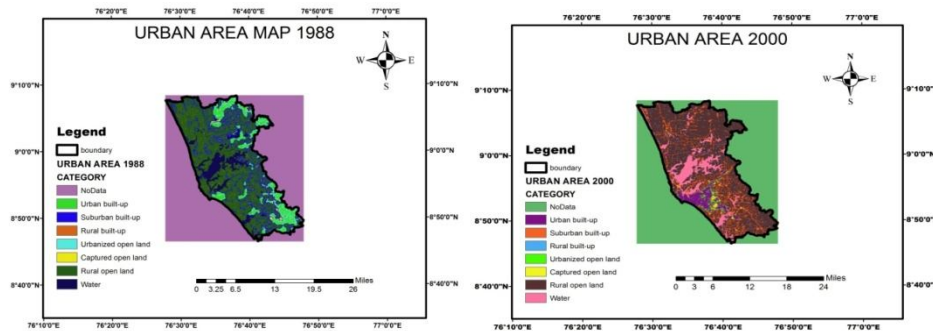 76°10'0"E 76°20'0"E 76°30'0"E 76°40'0"E 76°50'0"E 77°0'0"E
URBAN AREA MAP 1988
N
W E
S
9°10'0"N 9°10'0"N
9°0'0"N 9°0'0"N
8°50'0"N 8°50'0"N
8°40'0"N 8°40'0"N
Legend
boundary
URBAN AREA 1988
CATEGORY
NoData
Urban built-up
Suburban built-up
Rural built-up
Urbanized open land
Captured open land
Rural open land
Water
Miles
0 3.25 6.5 13 19.5 26
76°10'0"E 76°20'0"E 76°30'0"E 76°40'0"E 76°50'0"E 77°0'0"E
76°10'0"E 76°20'0"E 76°30'0"E 76°40'0"E 76°50'0"E 77°0'0"E
URBAN AREA 2000
N
W E
S
9°10'0"N 9°10'0"N
9°0'0"N 9°0'0"N
8°50'0"N 8°50'0"N
8°40'0"N 8°40'0"N
Legend
boundary
URBAN AREA 2000
CATEGORY
NoData
Urban built-up
Suburban built-up
Rural built-up
Urbanized open land
Captured open land
Rural open land
Water
Miles
0 3 6 12 18 24
76°10'0"E 76°20'0"E 76°30'0"E 76°40'0"E 76°50'0"E 77°0'0"E